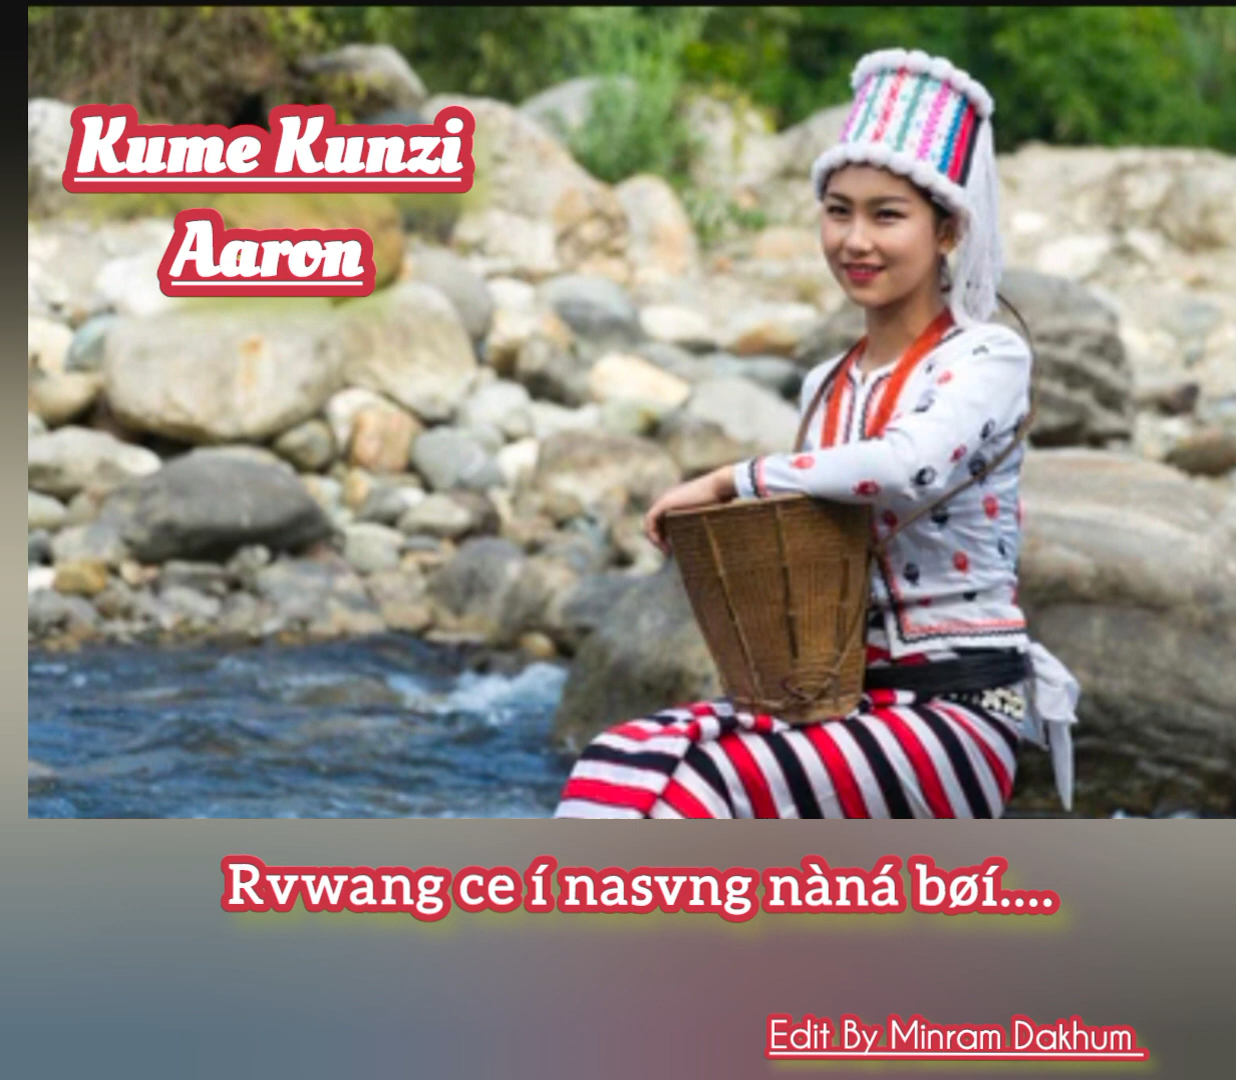 Kume Kunzi
Aaron
Rvwang ce í nasvng nàná bøí....
Edit By Minram Dakhum